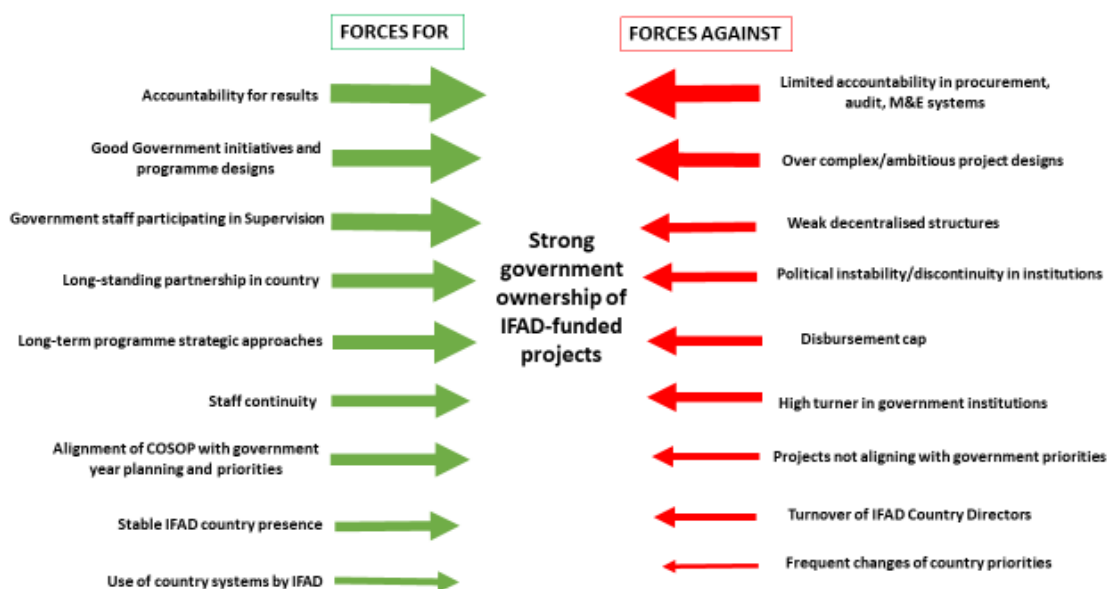 FORCES FOR
FORCES AGAINST
Accountability for results
Limited accountability in procurement,
audit, M&E systems
Good Government initiatives and
programme designs
Over complex/ambitious project designs
Government staff participating in Supervision
Weak decentralised structures
Strong
government
ownership of
IFAD-funded
projects
Long-standing partnership in country
Political instability/discontinuity in institutions
Long-term programme strategic approaches
Disbursement cap
Staff continuity
High turner in government institutions
Alignment of COSOP with government
year planning and priorities
Projects not aligning with government priorities
Stable IFAD country presence
Turnover of IFAD Country Directors
Use of country systems by IFAD
Frequent changes of country priorities